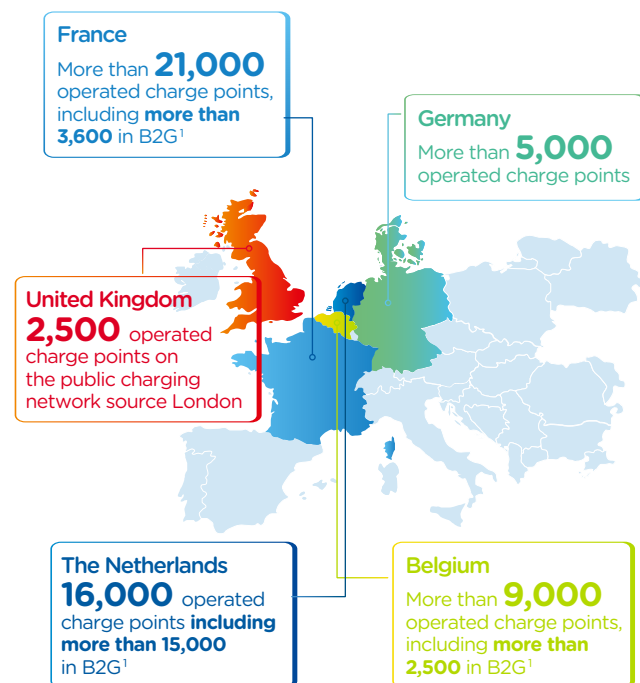 France
More than 21,000
operated charge points,
including more than
3,600 in B2G¹
Germany
More than 5,000
operated charge points
United Kingdom
2,500 operated
charge points on
the public charging
network source London
The Netherlands
16,000 operated
charge points including
more than 15,000
in B2G¹
Belgium
More than 9,000
operated charge points,
including more than
2,500 in B2G¹